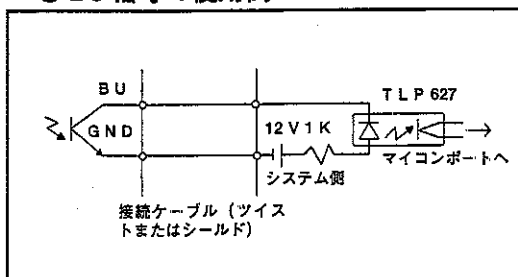 BU
TLP627
GND
12V1K
マイコンポートへ
システム側
接続ケーブル (ツイス
トまたはシールド)